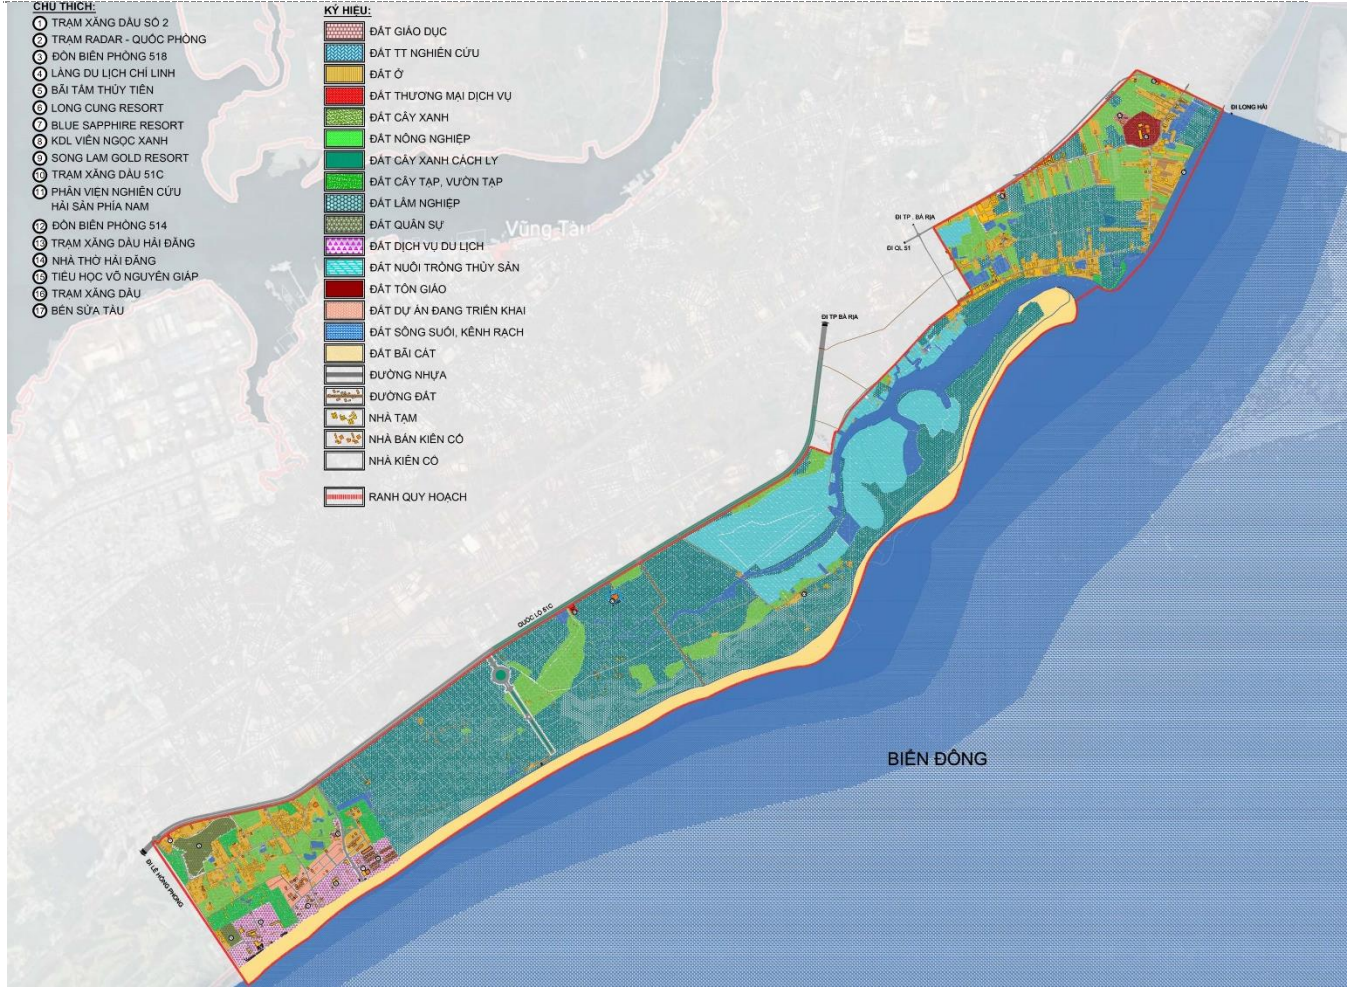 CHÚ THÍCH:
1 TRẠM XĂNG DẦU SỐ 2
2 TRẠM RADAR - QUỐC PHÒNG
3 ĐỒN BIÊN PHÒNG 518
4 LÀNG DU LỊCH CHÍ LINH
5 BÃI TẮM THỦY TIÊN
6 LONG CUNG RESORT
7 BLUE SAPPHIRE RESORT
8 KDL VIÊN NGỌC XANH
9 SONG LAM GOLD RESORT
10 TRẠM XĂNG DẦU 51C
11 PHÂN VIỆN NGHIÊN CỨU
HẢI SẢN PHÍA NAM
12 ĐỒN BIÊN PHÒNG 514
13 TRẠM XĂNG DẦU HẢI ĐĂNG
14 NHÀ THỜ HẢI ĐĂNG
15 TIỂU HỌC VÕ NGUYÊN GIÁP
16 TRẠM XĂNG DẦU
17 BẾN SỬA TÀU
KÝ HIỆU:
ĐẤT GIÁO DỤC
ĐẤT TT NGHIÊN CỨU
ĐẤT Ở
ĐẤT THƯƠNG MẠI DỊCH VỤ
ĐẤT CÂY XANH
ĐẤT NÔNG NGHIỆP
ĐẤT CÂY XANH CÁCH LY
ĐẤT CÂY TẠP, VƯỜN TẠP
ĐẤT LÂM NGHIỆP
ĐẤT QUÂN SỰ
ĐẤT DỊCH VỤ DU LỊCH
ĐẤT NUÔI TRỒNG THỦY SẢN
ĐẤT TÔN GIÁO
ĐẤT DỰ ÁN ĐANG TRIỂN KHAI
ĐẤT SÔNG SUỐI, KÊNH RẠCH
ĐẤT BÃI CÁT
ĐƯỜNG NHỰA
ĐƯỜNG ĐẤT
NHÀ TẠM
NHÀ BÁN KIÊN CỐ
NHÀ KIÊN CỐ
RANH QUY HOẠCH
Vũng Tàu
ĐI LONG HẢI
ĐI TP . BÀ RỊA
ĐI QL 51
ĐI TP BÀ RỊA
QUỐC LỘ 51C
BIỂN ĐÔNG
ĐI LÊ HỒNG PHONG